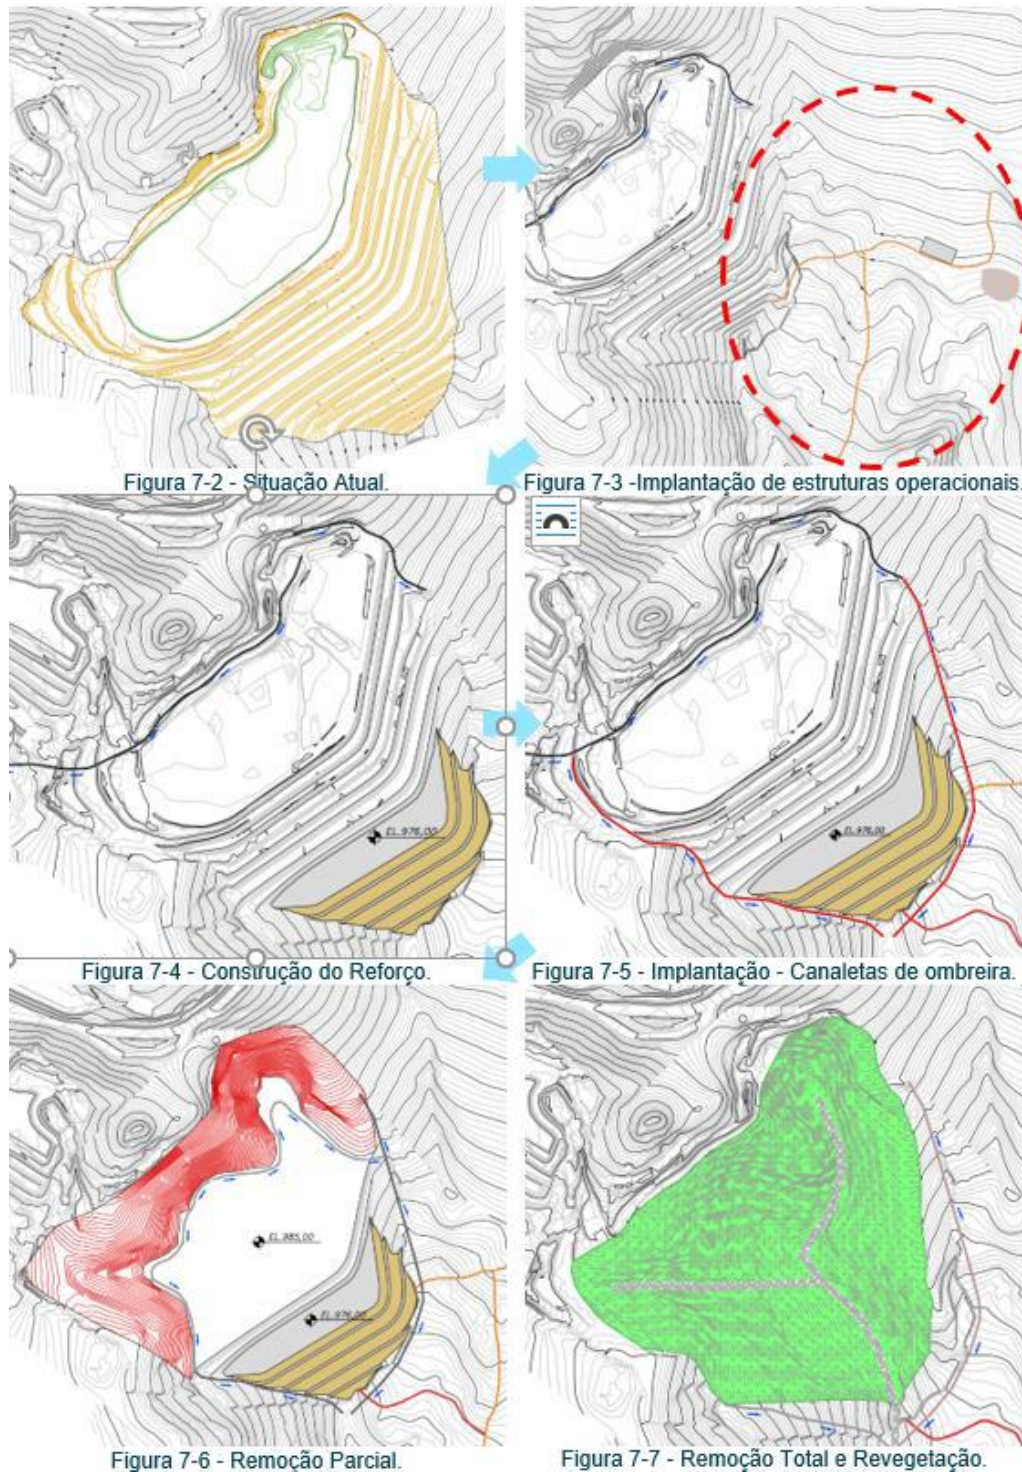 Figura 7-2 - Situação Atual.
Figura 7-3 -Implantação de estruturas operacionais.
EL.976,00
EL.976,00
Figura 7-4 - Construção do Reforço.
Figura 7-5 - Implantação - Canaletas de ombreira.
EL.985,00
EL.976,00
Figura 7-6 - Remoção Parcial.
Figura 7-7 - Remoção Total e Revegetação.